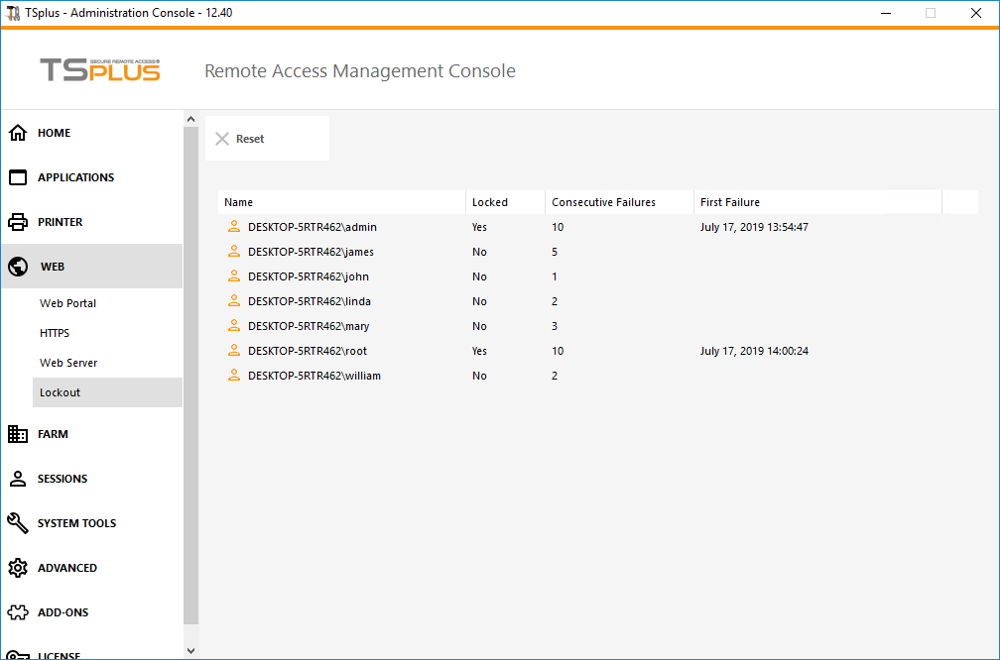 TSplus - Administration Console - 12.40
TSPLUS
SECURE REMOTE ACCESS®
Remote Access Management Console
HOME
APPLICATIONS
PRINTER
WEB
Web Portal
HTTPS
Web Server
Lockout
FARM
SESSIONS
SYSTEM TOOLS
ADVANCED
ADD-ONS
LICENSE
Reset
Name Locked Consecutive Failures First Failure
DESKTOP-5RTR462\admin Yes 10 July 17, 2019 13:54:47
DESKTOP-5RTR462\james No 5
DESKTOP-5RTR462\john No 1
DESKTOP-5RTR462\linda No 2
DESKTOP-5RTR462\mary No 3
DESKTOP-5RTR462\root Yes 10 July 17, 2019 14:00:24
DESKTOP-5RTR462\william No 2